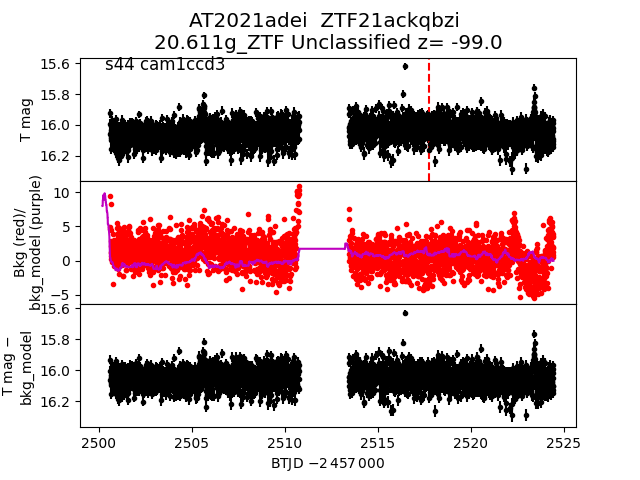 AT2021adei  ZTF21ackqbzi
20.611g_ZTF Unclassified z= -99.0
s44 cam1ccd3
15.6
15.8
16.0
16.2
T mag
10
5
0
−5
Bkg (red)/
bkg_model (purple)
15.6
15.8
16.0
16.2
T mag −
bkg_model
2500
2505
2510
2515
2520
2525
BTJD −2 457 000